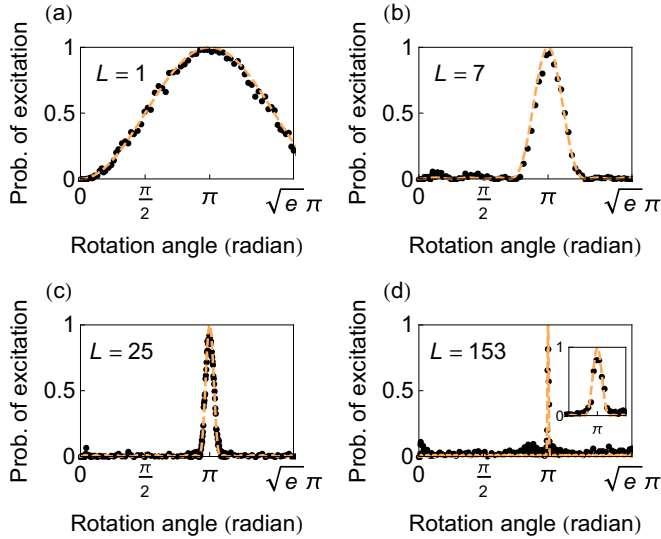 (a)
Prob. of excitation
1
0.5
0
L = 1
0
π/2
π
√e π
Rotation angle (radian)
(b)
Prob. of excitation
1
0.5
0
L = 7
0
π/2
π
√e π
Rotation angle (radian)
(c)
Prob. of excitation
1
0.5
0
L = 25
0
π/2
π
√e π
Rotation angle (radian)
(d)
Prob. of excitation
1
0.5
0
L = 153
1
0
π
0
π/2
π
√e π
Rotation angle (radian)